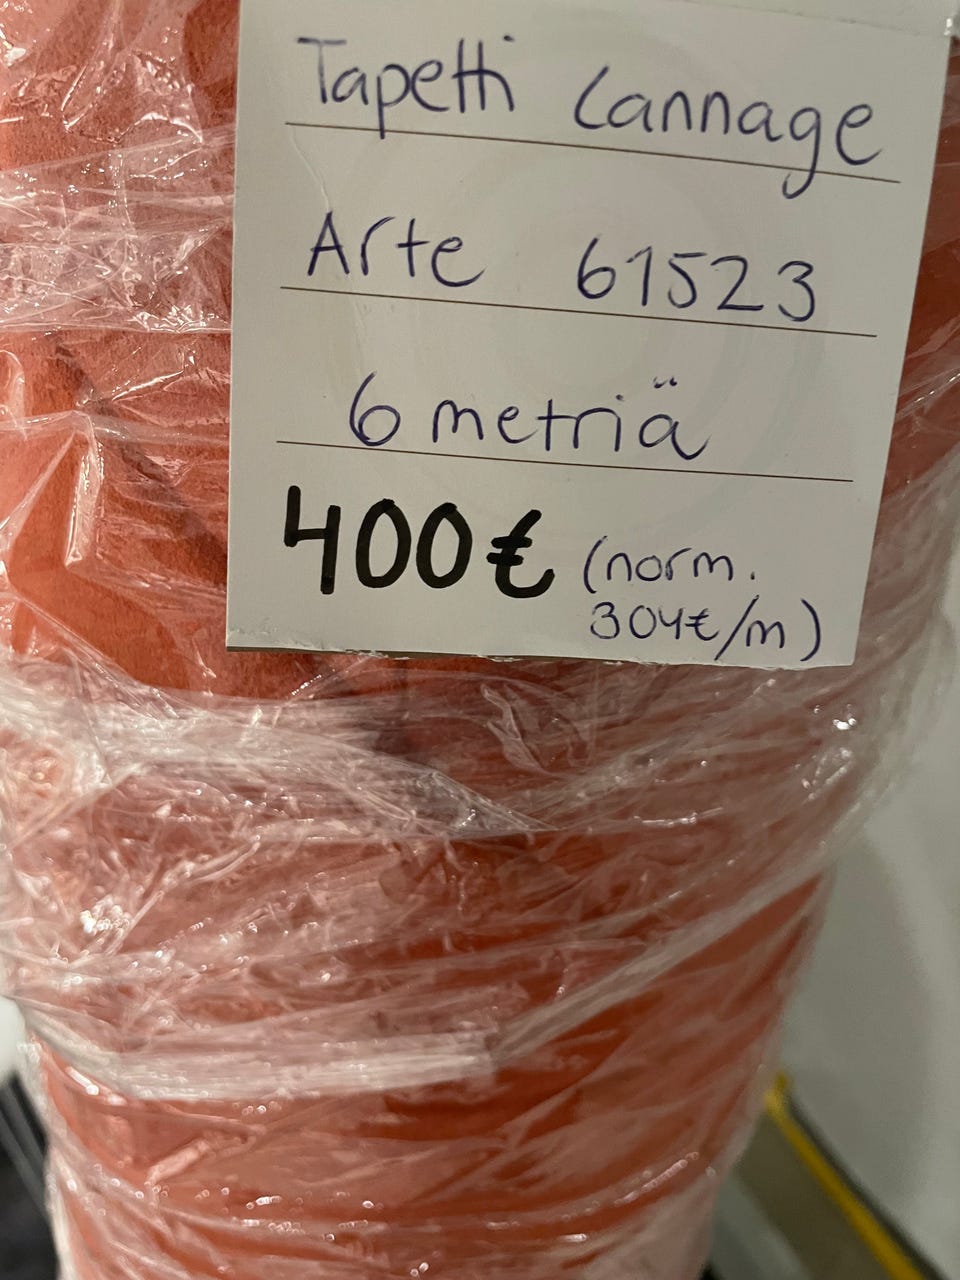 Tapetti Cannage
Arte 61523
6 metriä
400€ (norm.
304€/m)